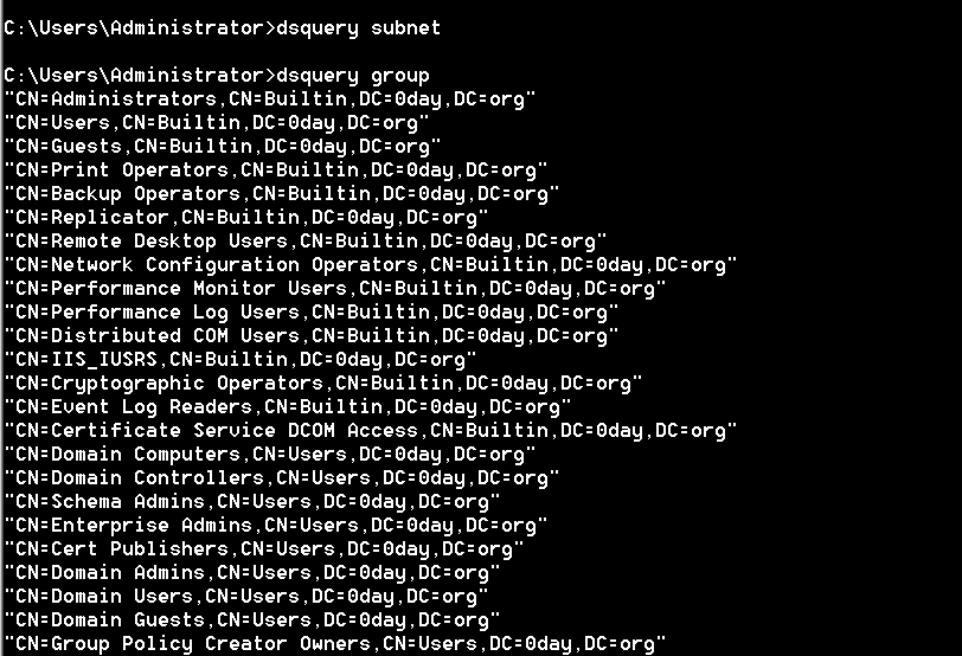 C:\Users\Administrator>dsquery subnet
C:\Users\Administrator>dsquery group
"CN=Administrators,CN=Builtin,DC=0day,DC=org"
"CN=Users,CN=Builtin,DC=0day,DC=org"
"CN=Guests,CN=Builtin,DC=0day,DC=org"
"CN=Print Operators,CN=Builtin,DC=0day,DC=org"
"CN=Backup Operators,CN=Builtin,DC=0day,DC=org"
"CN=Replicator,CN=Builtin,DC=0day,DC=org"
"CN=Remote Desktop Users,CN=Builtin,DC=0day,DC=org"
"CN=Network Configuration Operators,CN=Builtin,DC=0day,DC=org"
"CN=Performance Monitor Users,CN=Builtin,DC=0day,DC=org"
"CN=Performance Log Users,CN=Builtin,DC=0day,DC=org"
"CN=Distributed COM Users,CN=Builtin,DC=0day,DC=org"
"CN=IIS_IUSRS,CN=Builtin,DC=0day,DC=org"
"CN=Cryptographic Operators,CN=Builtin,DC=0day,DC=org"
"CN=Event Log Readers,CN=Builtin,DC=0day,DC=org"
"CN=Certificate Service DCOM Access,CN=Builtin,DC=0day,DC=org"
"CN=Domain Computers,CN=Users,DC=0day,DC=org"
"CN=Domain Controllers,CN=Users,DC=0day,DC=org"
"CN=Schema Admins,CN=Users,DC=0day,DC=org"
"CN=Enterprise Admins,CN=Users,DC=0day,DC=org"
"CN=Cert Publishers,CN=Users,DC=0day,DC=org"
"CN=Domain Admins,CN=Users,DC=0day,DC=org"
"CN=Domain Users,CN=Users,DC=0day,DC=org"
"CN=Domain Guests,CN=Users,DC=0day,DC=org"
"CN=Group Policy Creator Owners,CN=Users,DC=0day,DC=org"